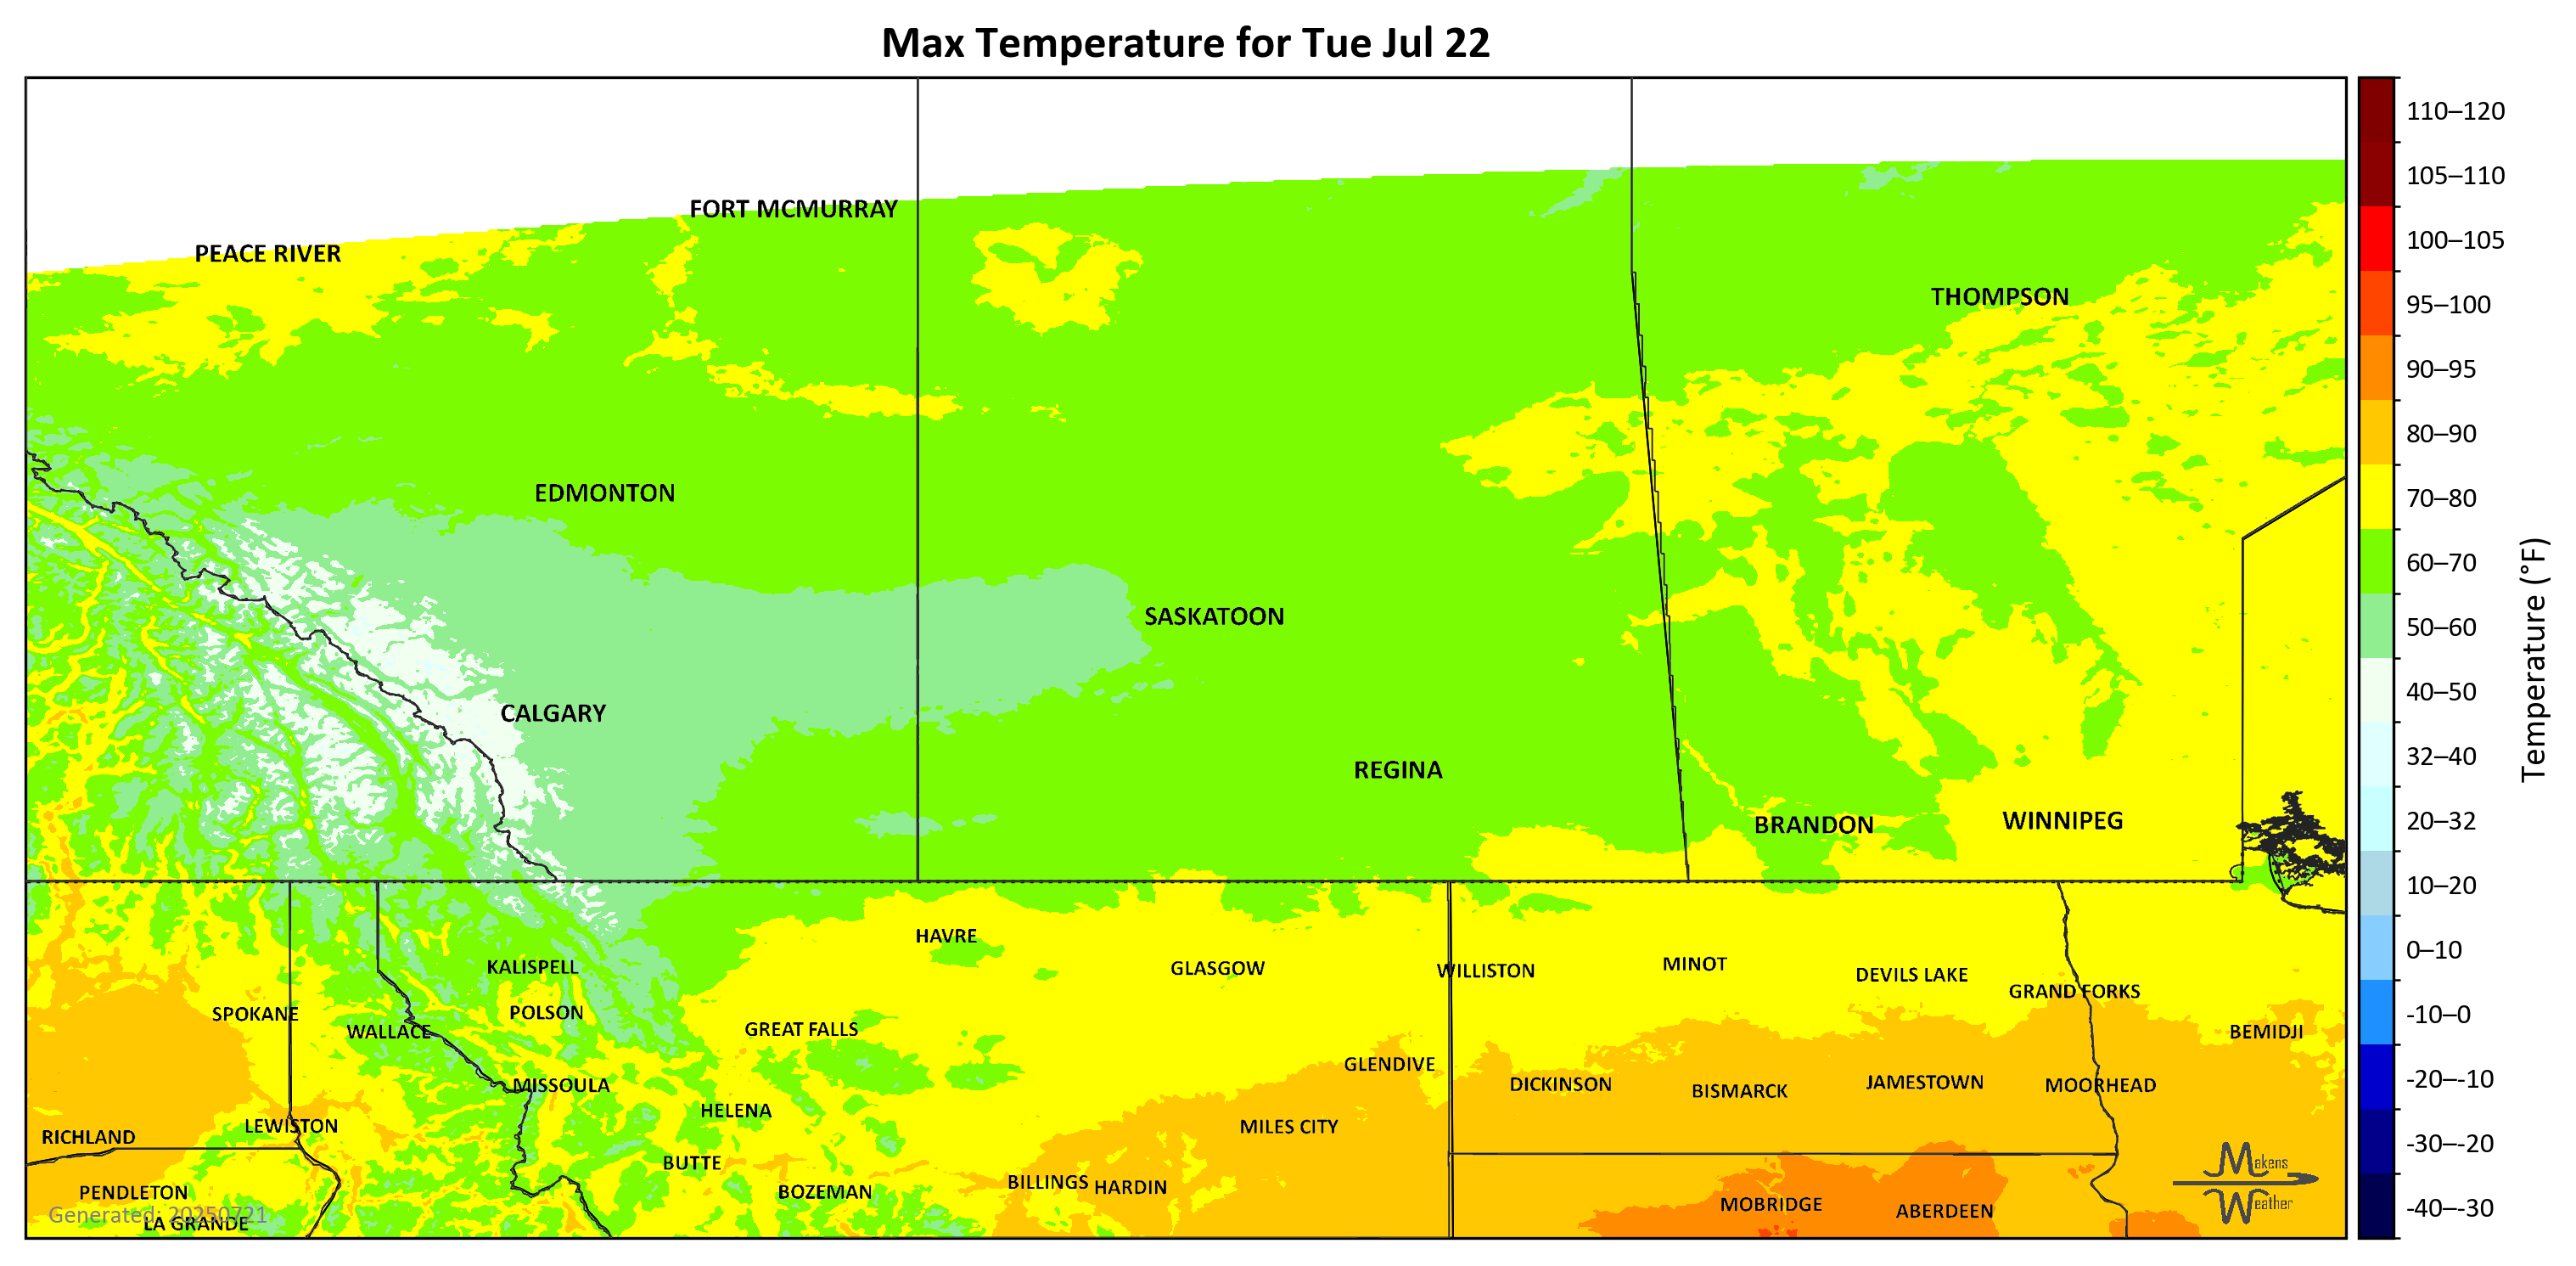 Max Temperature for Tue Jul 22
FORT MCMURRAY
PEACE RIVER
THOMPSON
EDMONTON
SASKATOON
CALGARY
REGINA
BRANDON
WINNIPEG
HAVRE
KALISPELL
GLASGOW
WILLISTON
MINOT
DEVILS LAKE
GRAND FORKS
SPOKANE
POLSON
WALLACE
GREAT FALLS
BEMIDJI
GLENDIVE
MISSOULA
DICKINSON
BISMARCK
JAMESTOWN
MOORHEAD
HELENA
LEWISTON
MILES CITY
RICHLAND
BUTTE
PENDLETON
BOZEMAN
BILLINGS
HARDIN
MOBRIDGE
ABERDEEN
Generated: 20250721
LA GRANDE
Makens
Weather
110–120
105–110
100–105
95–100
90–95
80–90
70–80
60–70
50–60
40–50
32–40
20–32
10–20
0–10
-10–0
-20–-10
-30–-20
-40–-30
Temperature (°F)